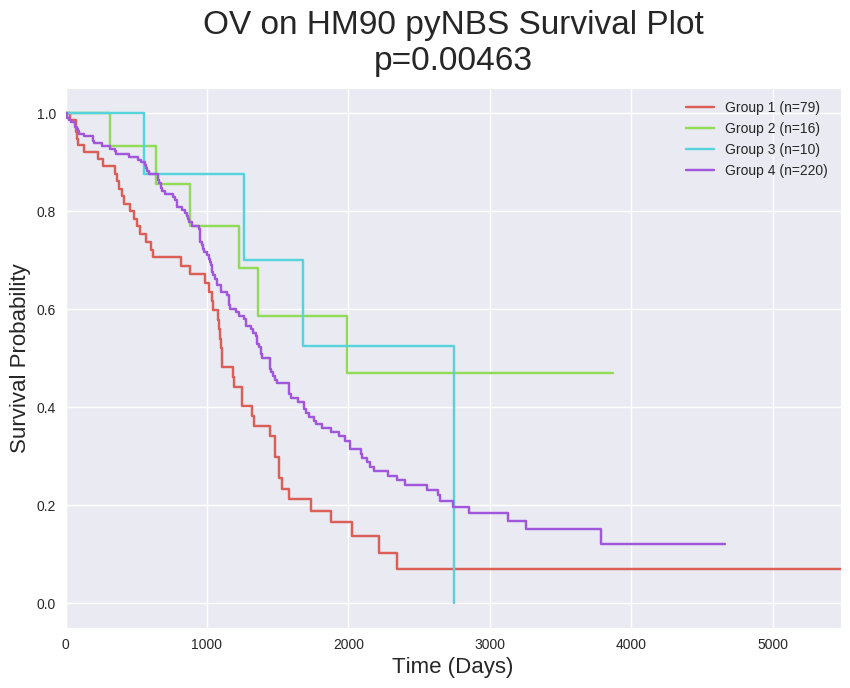 OV on HM90 pyNBS Survival Plot
p=0.00463
Group 1 (n=79)
Group 2 (n=16)
Group 3 (n=10)
Group 4 (n=220)
Survival Probability
1.0
0.8
0.6
0.4
0.2
0.0
0 1000 2000 3000 4000 5000
Time (Days)